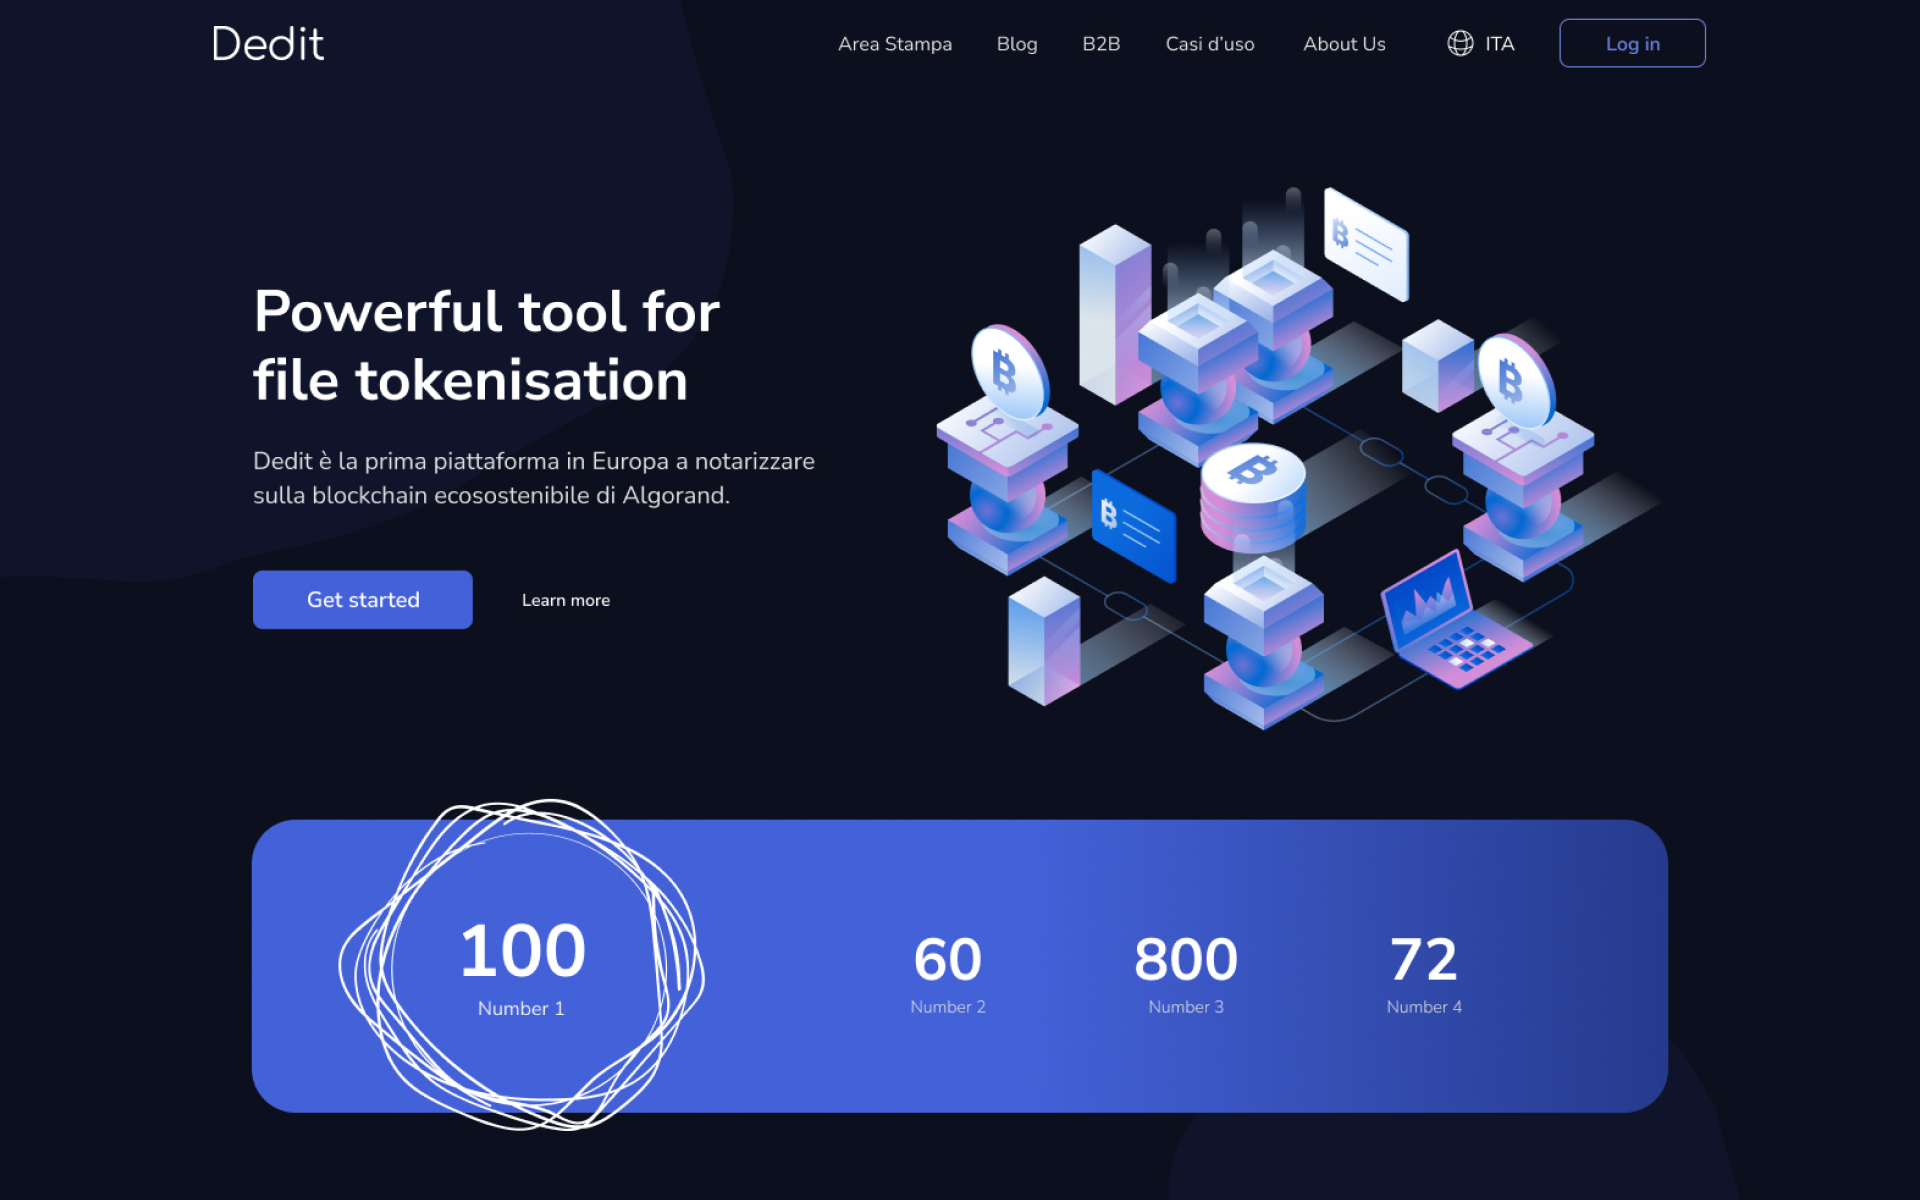 Dedit
Area Stampa
Blog
B2B
Casi d’uso
About Us
ITA
Log in
Powerful tool for
file tokenisation
Dedit è la prima piattaforma in Europa a notarizzare
sulla blockchain ecosostenibile di Algorand.
Get started
Learn more
100
Number 1
60
Number 2
800
Number 3
72
Number 4